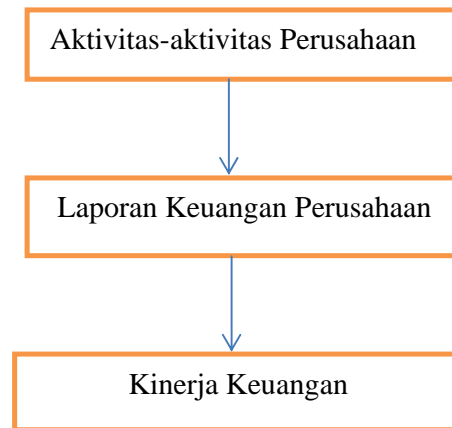 Aktivitas-aktivitas Perusahaan
Laporan Keuangan Perusahaan
Kinerja Keuangan